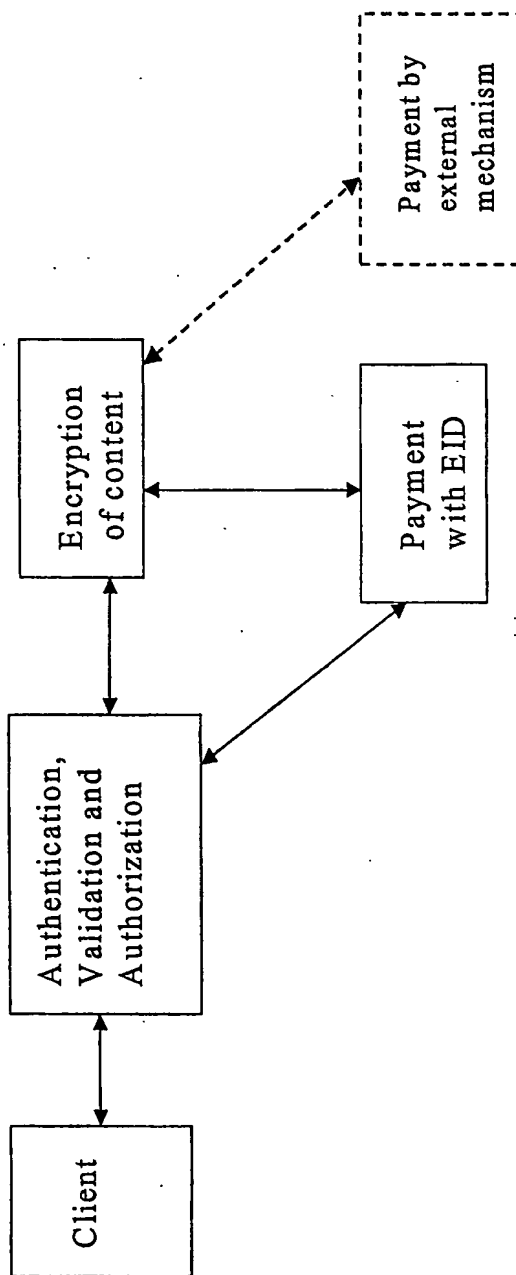 Client
Authentication,
Validation and
Authorization
Encryption
of content
Payment
with EID
Payment by
external
mechanism